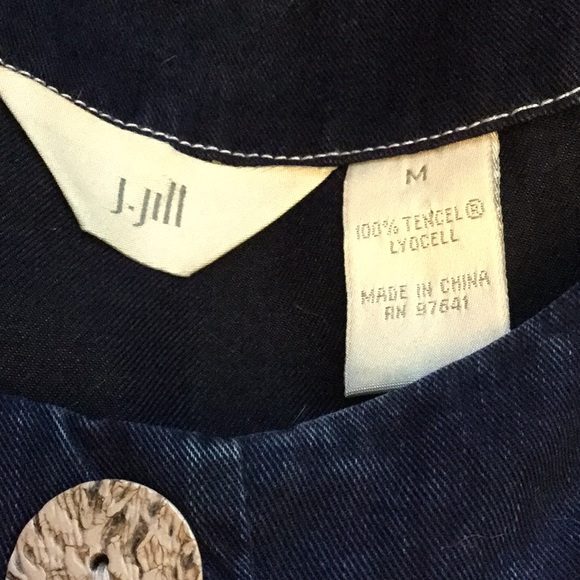 J.Jill
M
100% TENCEL®
LYOCELL
MADE IN CHINA
RN 97641